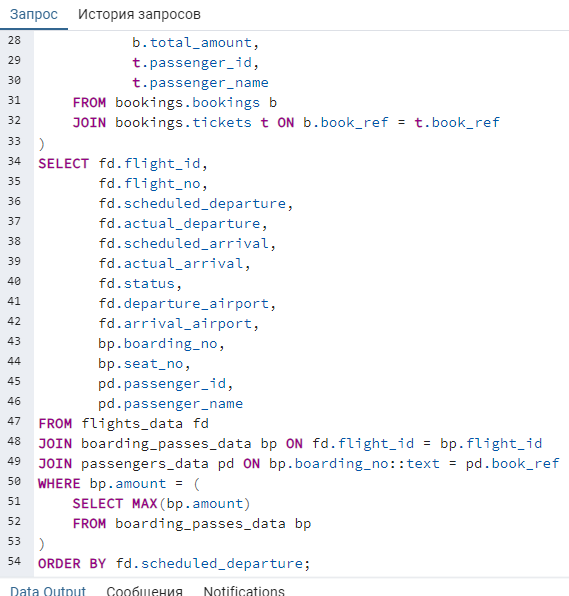 Запрос История запросов
28 b.total_amount,
29 t.passenger_id,
30 t.passenger_name
31 FROM bookings.bookings b
32 JOIN bookings.tickets t ON b.book_ref = t.book_ref
33 )
34 SELECT fd.flight_id,
35 fd.flight_no,
36 fd.scheduled_departure,
37 fd.actual_departure,
38 fd.scheduled_arrival,
39 fd.actual_arrival,
40 fd.status,
41 fd.departure_airport,
42 fd.arrival_airport,
43 bp.boarding_no,
44 bp.seat_no,
45 pd.passenger_id,
46 pd.passenger_name
47 FROM flights_data fd
48 JOIN boarding_passes_data bp ON fd.flight_id = bp.flight_id
49 JOIN passengers_data pd ON bp.boarding_no::text = pd.book_ref
50 WHERE bp.amount = (
51 SELECT MAX(bp.amount)
52 FROM boarding_passes_data bp
53 )
54 ORDER BY fd.scheduled_departure;
Data Output Сообщения Notifications